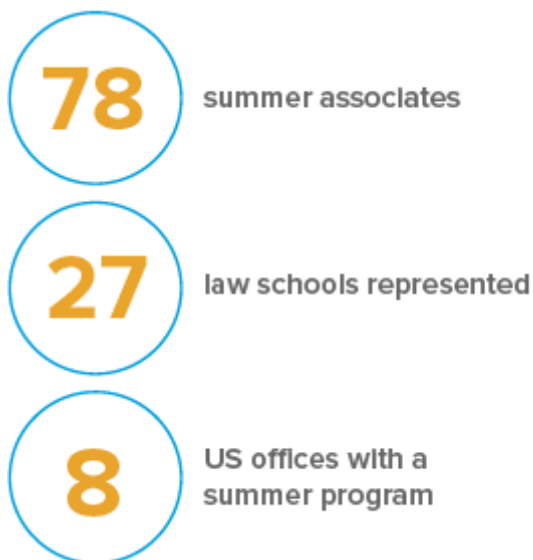 78
summer associates
27
law schools represented
8
US offices with a
summer program